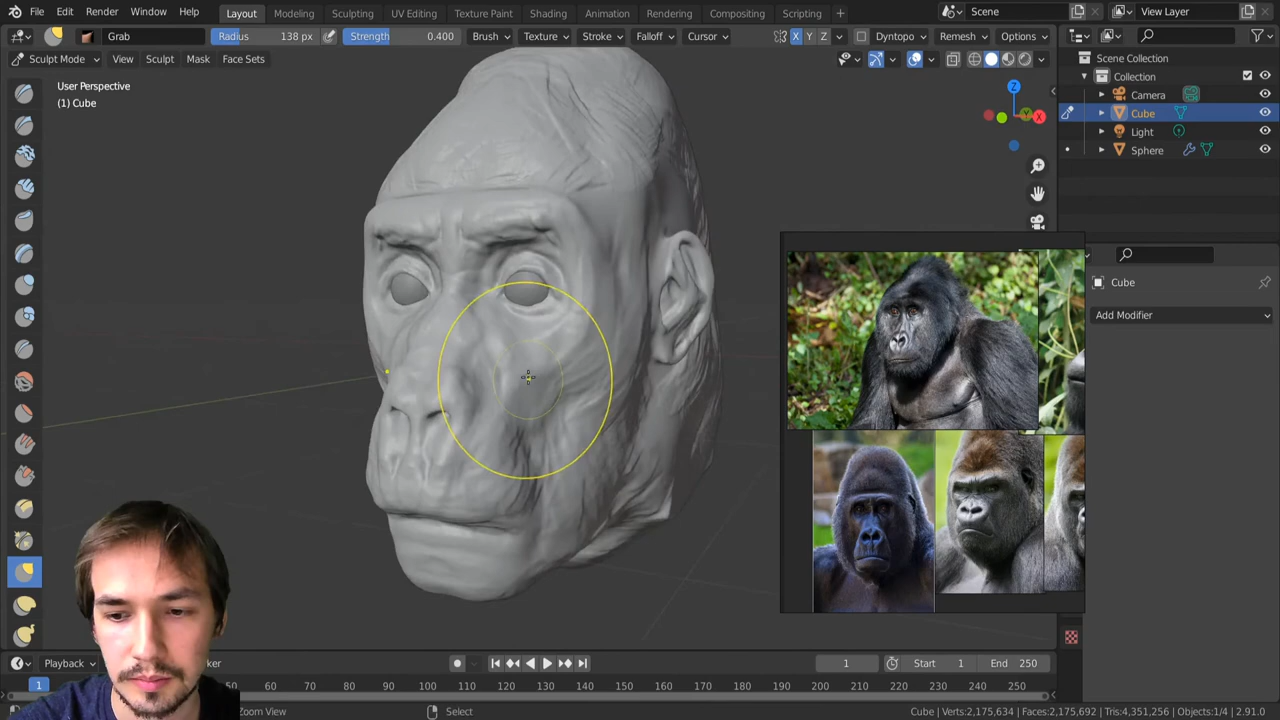 File Edit Render Window Help Layout Modeling Sculpting UV Editing Texture Paint Shading Animation Rendering Compositing Scripting + Scene View Layer
Grab Radius 138 px Strength 0.400 Brush Texture Stroke Falloff Cursor X Y Z Dyntopo Remesh Options
Sculpt Mode View Sculpt Mask Face Sets
User Perspective
(1) Cube
Z
X
Scene Collection
Collection
Camera
Cube
Light
Sphere
Cube
Add Modifier
Playback 1 Start 1 End 250
1 50 60 70 80 90 100 110 120 130 140 150 160 170 180 190 200 210 220 230 240 250
Zoom View Select Cube | Verts:2,175,634 | Faces:2,175,692 | Tris:4,351,256 | Objects:1/4 | 2.91.0